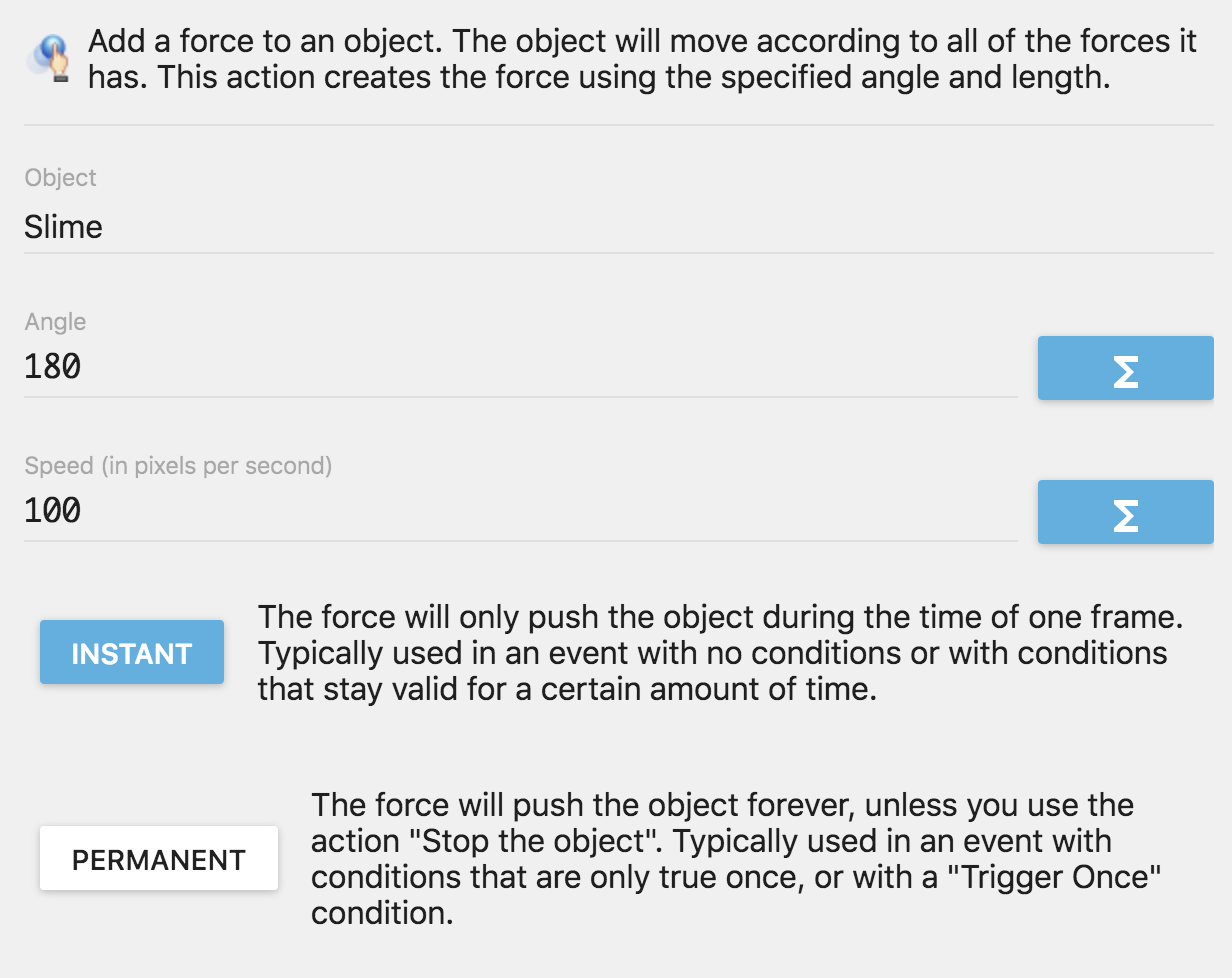 Add a force to an object. The object will move according to all of the forces it
has. This action creates the force using the specified angle and length.
Object
Slime
Angle
180
Σ
Speed (in pixels per second)
100
Σ
INSTANT
The force will only push the object during the time of one frame.
Typically used in an event with no conditions or with conditions
that stay valid for a certain amount of time.
PERMANENT
The force will push the object forever, unless you use the
action "Stop the object". Typically used in an event with
conditions that are only true once, or with a "Trigger Once"
condition.